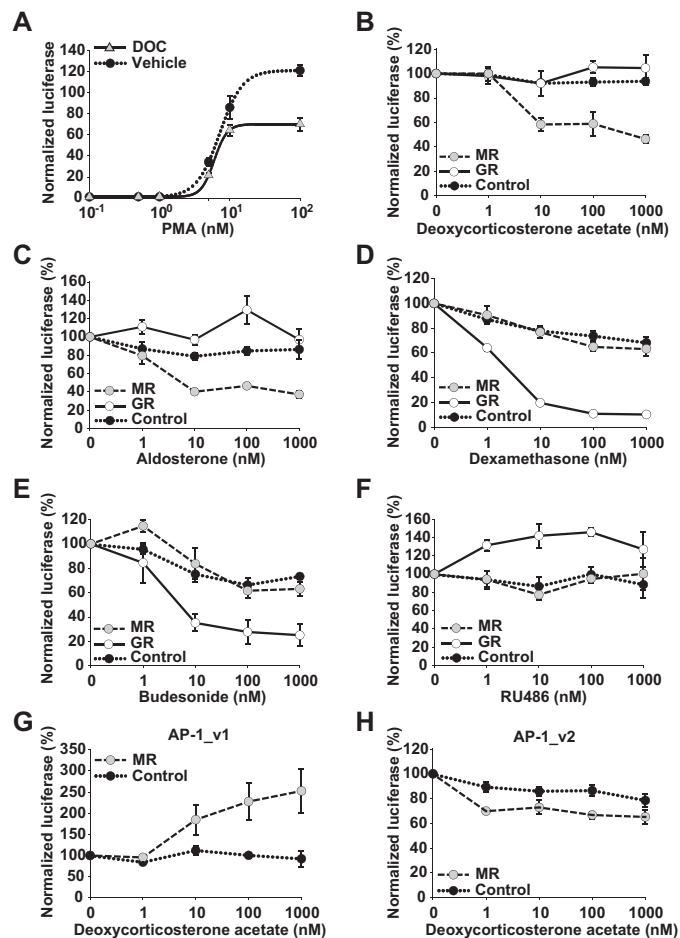 A
DOC
Vehicle
Normalized luciferase
140
120
100
80
60
40
20
0
10⁻¹ 10⁰ 10¹ 10²
PMA (nM)
B
Normalized luciferase (%)
120
100
80
60
40
20
0
MR
GR
Control
0 1 10 100 1000
Deoxycorticosterone acetate (nM)
C
Normalized luciferase (%)
160
140
120
100
80
60
40
20
0
MR
GR
Control
0 1 10 100 1000
Aldosterone (nM)
D
Normalized luciferase (%)
120
100
80
60
40
20
0
MR
GR
Control
0 1 10 100 1000
Dexamethasone (nM)
E
Normalized luciferase (%)
120
100
80
60
40
20
0
MR
GR
Control
0 1 10 100 1000
Budesonide (nM)
F
Normalized luciferase (%)
160
140
120
100
80
60
40
20
0
MR
GR
Control
0 1 10 100 1000
RU486 (nM)
G
AP-1_v1
Normalized luciferase (%)
350
300
250
200
150
100
50
0
MR
Control
0 1 10 100 1000
Deoxycorticosterone acetate (nM)
H
AP-1_v2
Normalized luciferase (%)
120
100
80
60
40
20
0
MR
Control
0 1 10 100 1000
Deoxycorticosterone acetate (nM)